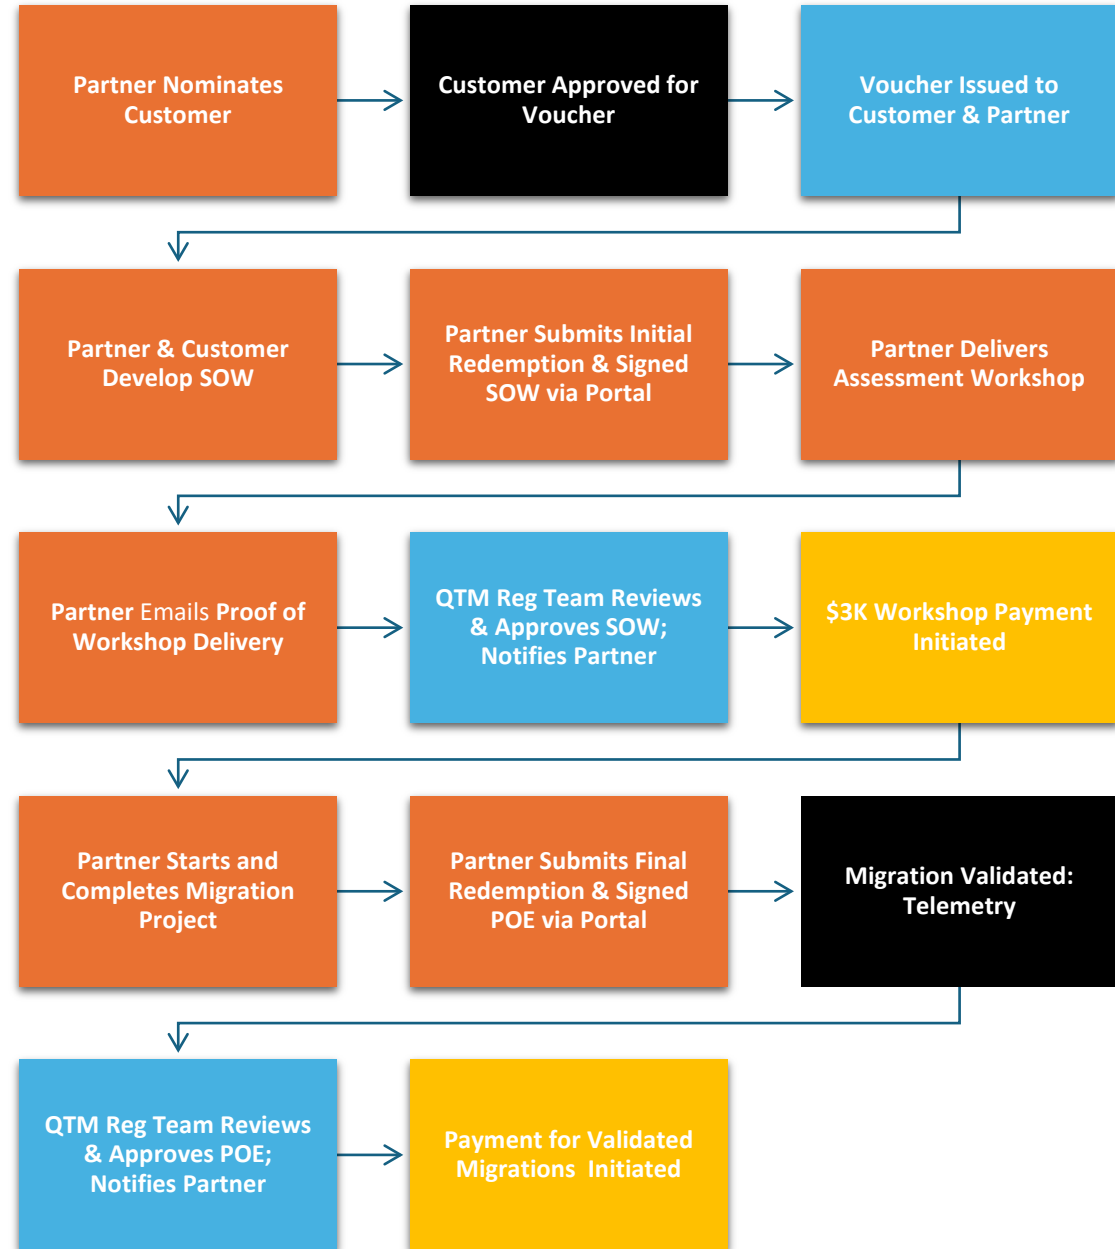 Partner Nominates
Customer
Customer Approved for
Voucher
Voucher Issued to
Customer & Partner
Partner & Customer
Develop SOW
Partner Submits Initial
Redemption & Signed
SOW via Portal
Partner Delivers
Assessment Workshop
Partner Emails Proof of
Workshop Delivery
QTM Reg Team Reviews
& Approves SOW;
Notifies Partner
$3K Workshop Payment
Initiated
Partner Starts and
Completes Migration
Project
Partner Submits Final
Redemption & Signed
POE via Portal
Migration Validated:
Telemetry
QTM Reg Team Reviews
& Approves POE;
Notifies Partner
Payment for Validated
Migrations  Initiated